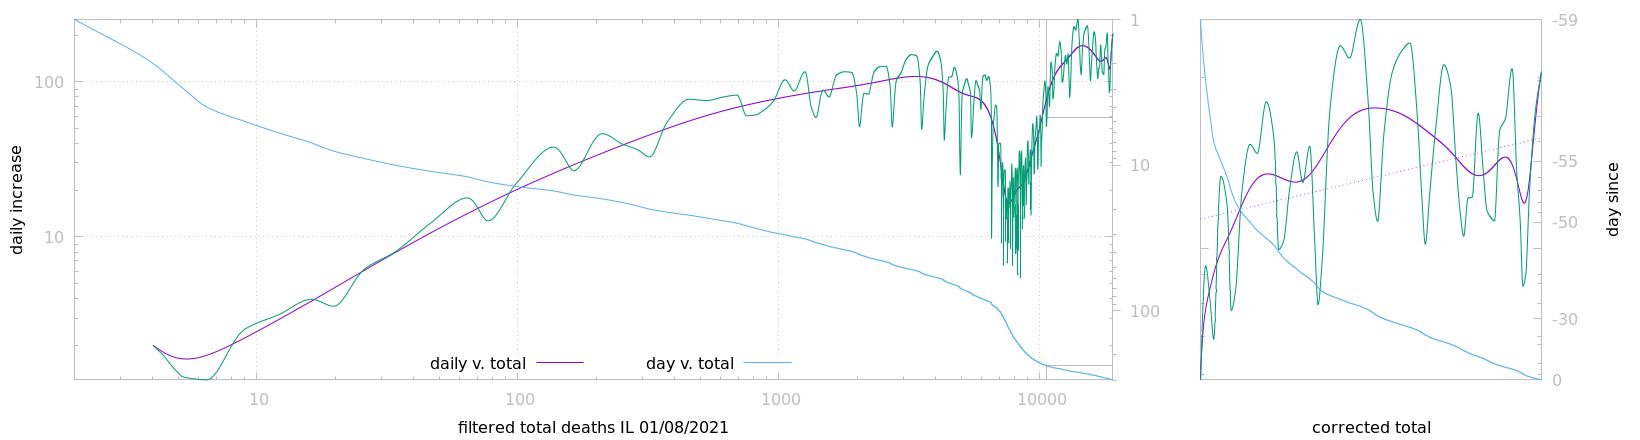 daily increase
100
10
1
10
100
daily v. total
day v. total
10
100
1000
10000
filtered total deaths IL 01/08/2021
-59
-55
-50
-30
0
day since
corrected total